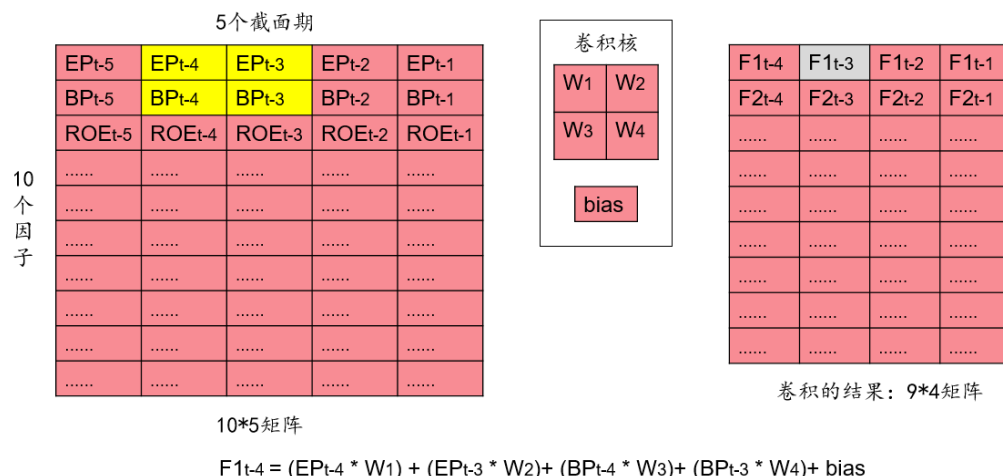 5个截面期
EPt-5 EPt-4 EPt-3 EPt-2 EPt-1
BPt-5 BPt-4 BPt-3 BPt-2 BPt-1
ROEt-5 ROEt-4 ROEt-3 ROEt-2 ROEt-1
...... ...... ...... ...... ......
...... ...... ...... ...... ......
...... ...... ...... ...... ......
...... ...... ...... ...... ......
...... ...... ...... ...... ......
...... ...... ...... ...... ......
...... ...... ...... ...... ......
10个因子
10*5矩阵
卷积核
W1 W2
W3 W4
bias
F1t-4 F1t-3 F1t-2 F1t-1
F2t-4 F2t-3 F2t-2 F2t-1
...... ...... ...... ......
...... ...... ...... ......
...... ...... ...... ......
...... ...... ...... ......
...... ...... ...... ......
...... ...... ...... ......
...... ...... ...... ......
卷积的结果：9*4矩阵
F1t-4 = (EPt-4 * W1) + (EPt-3 * W2)+ (BPt-4 * W3)+ (BPt-3 * W4)+ bias